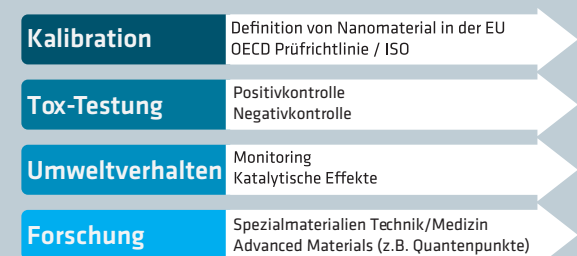 Kalibration
Definition von Nanomaterial in der EU
OECD Prüfrichtlinie / ISO
Tox-Testung
Positivkontrolle
Negativkontrolle
Umweltverhalten
Monitoring
Katalytische Effekte
Forschung
Spezialmaterialien Technik/Medizin
Advanced Materials (z.B. Quantenpunkte)